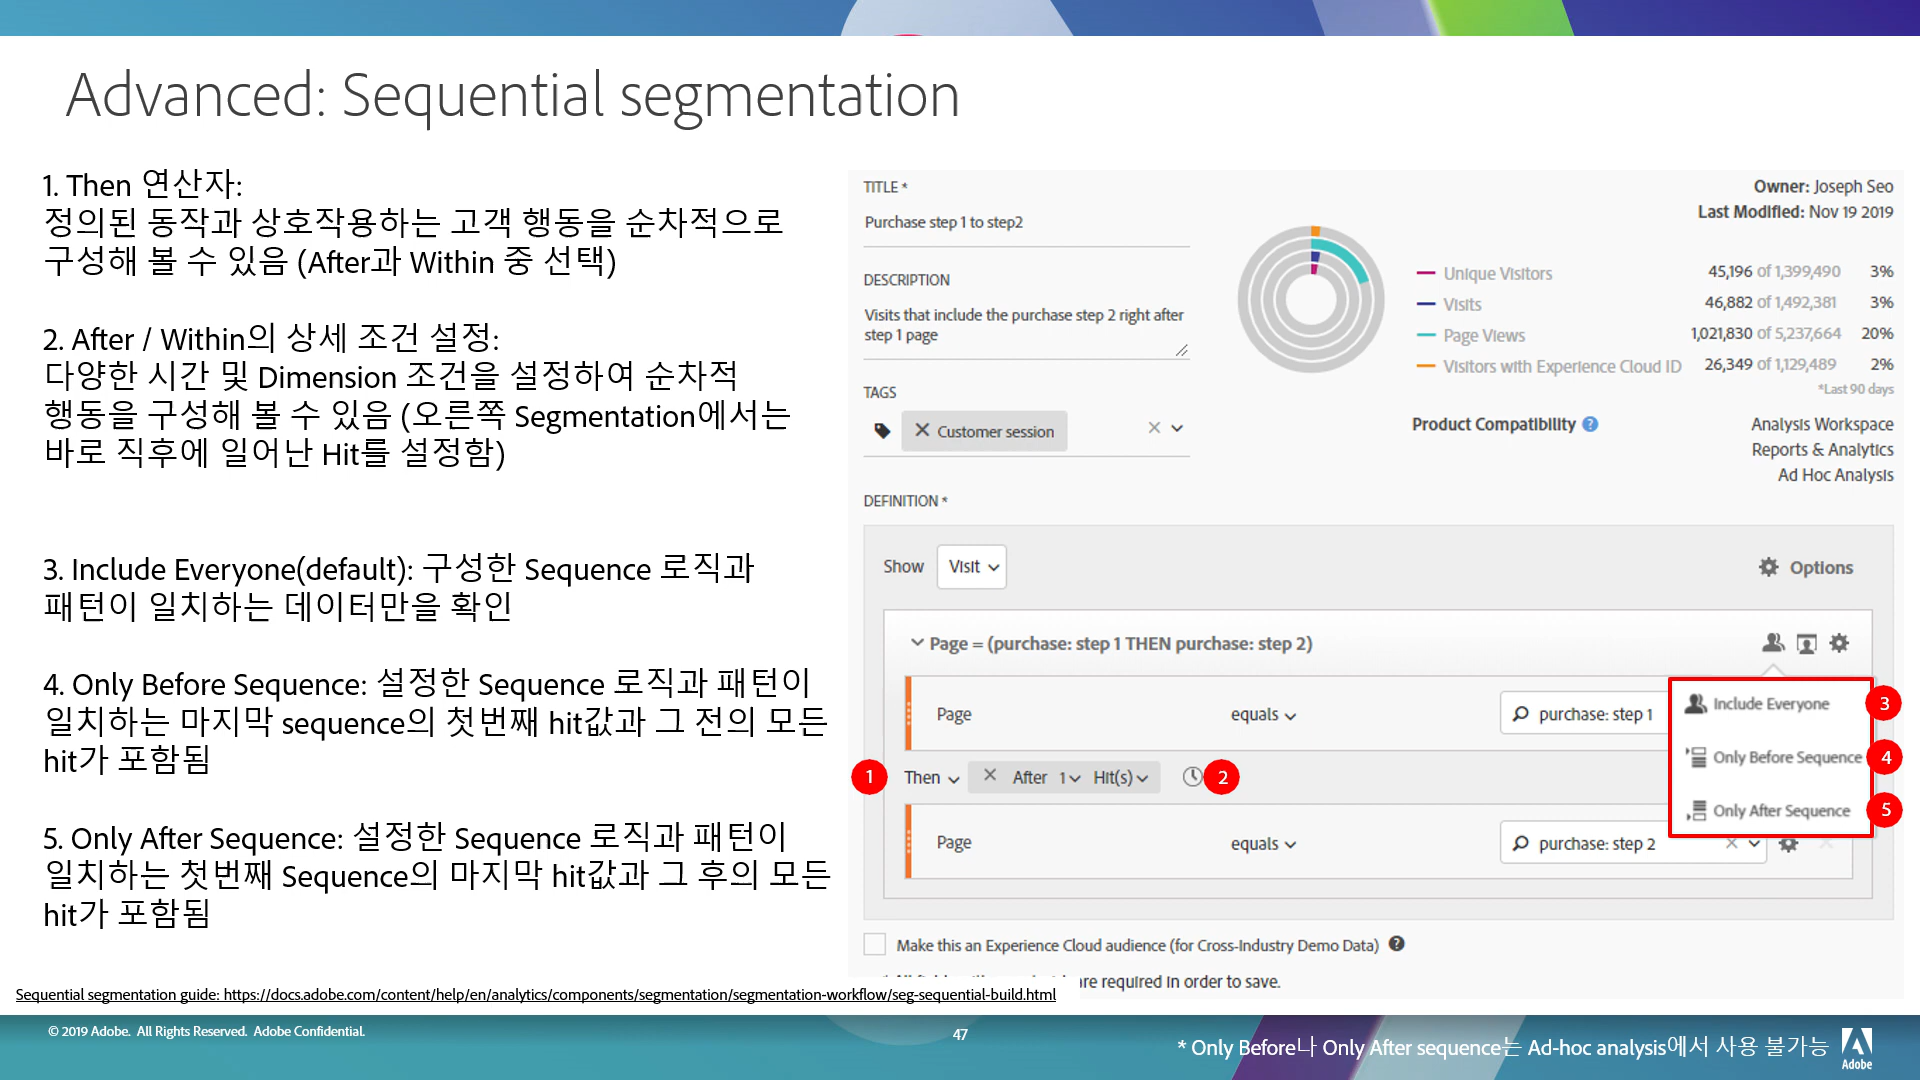 Advanced: Sequential segmentation
1. Then 연산자:
정의된 동작과 상호작용하는 고객 행동을 순차적으로
구성해 볼 수 있음 (After과 Within 중 선택)
2. After / Within의 상세 조건 설정:
다양한 시간 및 Dimension 조건을 설정하여 순차적
행동을 구성해 볼 수 있음 (오른쪽 Segmentation에서는
바로 직후에 일어난 Hit를 설정함)
3. Include Everyone(default): 구성한 Sequence 로직과
패턴이 일치하는 데이터만을 확인
4. Only Before Sequence: 설정한 Sequence 로직과 패턴이
일치하는 마지막 sequence의 첫번째 hit값과 그 전의 모든
hit가 포함됨
5. Only After Sequence: 설정한 Sequence 로직과 패턴이
일치하는 첫번째 Sequence의 마지막 hit값과 그 후의 모든
hit가 포함됨
TITLE *
Purchase step 1 to step2
DESCRIPTION
Visits that include the purchase step 2 right after
step 1 page
TAGS
Customer session
Owner: Joseph Seo
Last Modified: Nov 19 2019
Unique Visitors 45,196 of 1,399,490 3%
Visits 46,882 of 1,492,381 3%
Page Views 1,021,830 of 5,237,664 20%
Visitors with Experience Cloud ID 26,349 of 1,129,489 2%
*Last 90 days
Product Compatibility ?
Analysis Workspace
Reports & Analytics
Ad Hoc Analysis
DEFINITION *
Show Visit Options
Page = (purchase: step 1 THEN purchase: step 2)
Page equals purchase: step 1
Include Everyone 3
Only Before Sequence 4
Only After Sequence 5
1 Then After 1 Hit(s) 2
Page equals purchase: step 2
Make this an Experience Cloud audience (for Cross-Industry Demo Data) ?
are required in order to save.
Sequential segmentation guide: https://docs.adobe.com/content/help/en/analytics/components/segmentation/segmentation-workflow/seg-sequential-build.html
© 2019 Adobe. All Rights Reserved. Adobe Confidential.
47
* Only Before나 Only After sequence는 Ad-hoc analysis에서 사용 불가능
Adobe